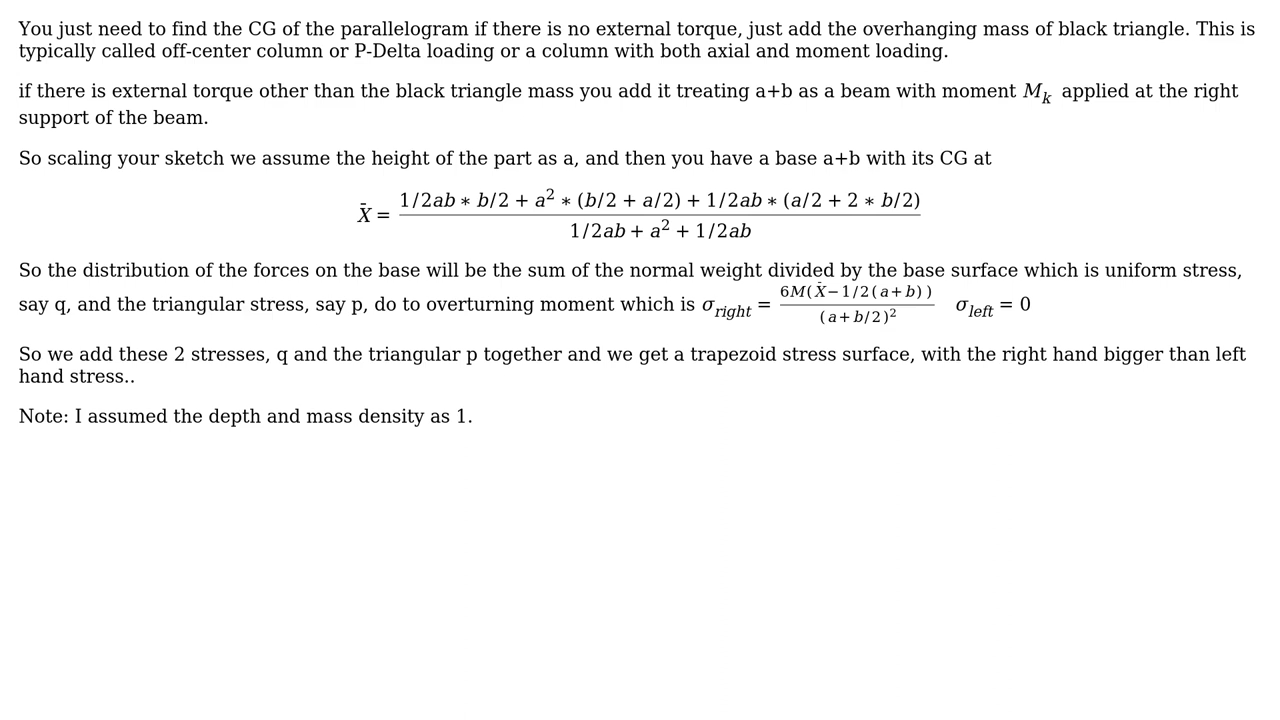 You just need to find the CG of the parallelogram if there is no external torque, just add the overhanging mass of black triangle. This is
typically called off-center column or P-Delta loading or a column with both axial and moment loading.
if there is external torque other than the black triangle mass you add it treating a+b as a beam with moment $M_k$ applied at the right
support of the beam.
So scaling your sketch we assume the height of the part as a, and then you have a base a+b with its CG at
$$\bar{X} = \frac{1/2ab * b/2 + a^2 * (b/2 + a/2) + 1/2ab * (a/2 + 2 * b/2)}{1/2ab + a^2 + 1/2ab}$$
So the distribution of the forces on the base will be the sum of the normal weight divided by the base surface which is uniform stress,
say q, and the triangular stress, say p, do to overturning moment which is $\sigma_{right} = \frac{6M(\bar{X} - 1/2(a+b))}{(a+b/2)^2} \quad \sigma_{left} = 0$
So we add these 2 stresses, q and the triangular p together and we get a trapezoid stress surface, with the right hand bigger than left
hand stress..
Note: I assumed the depth and mass density as 1.